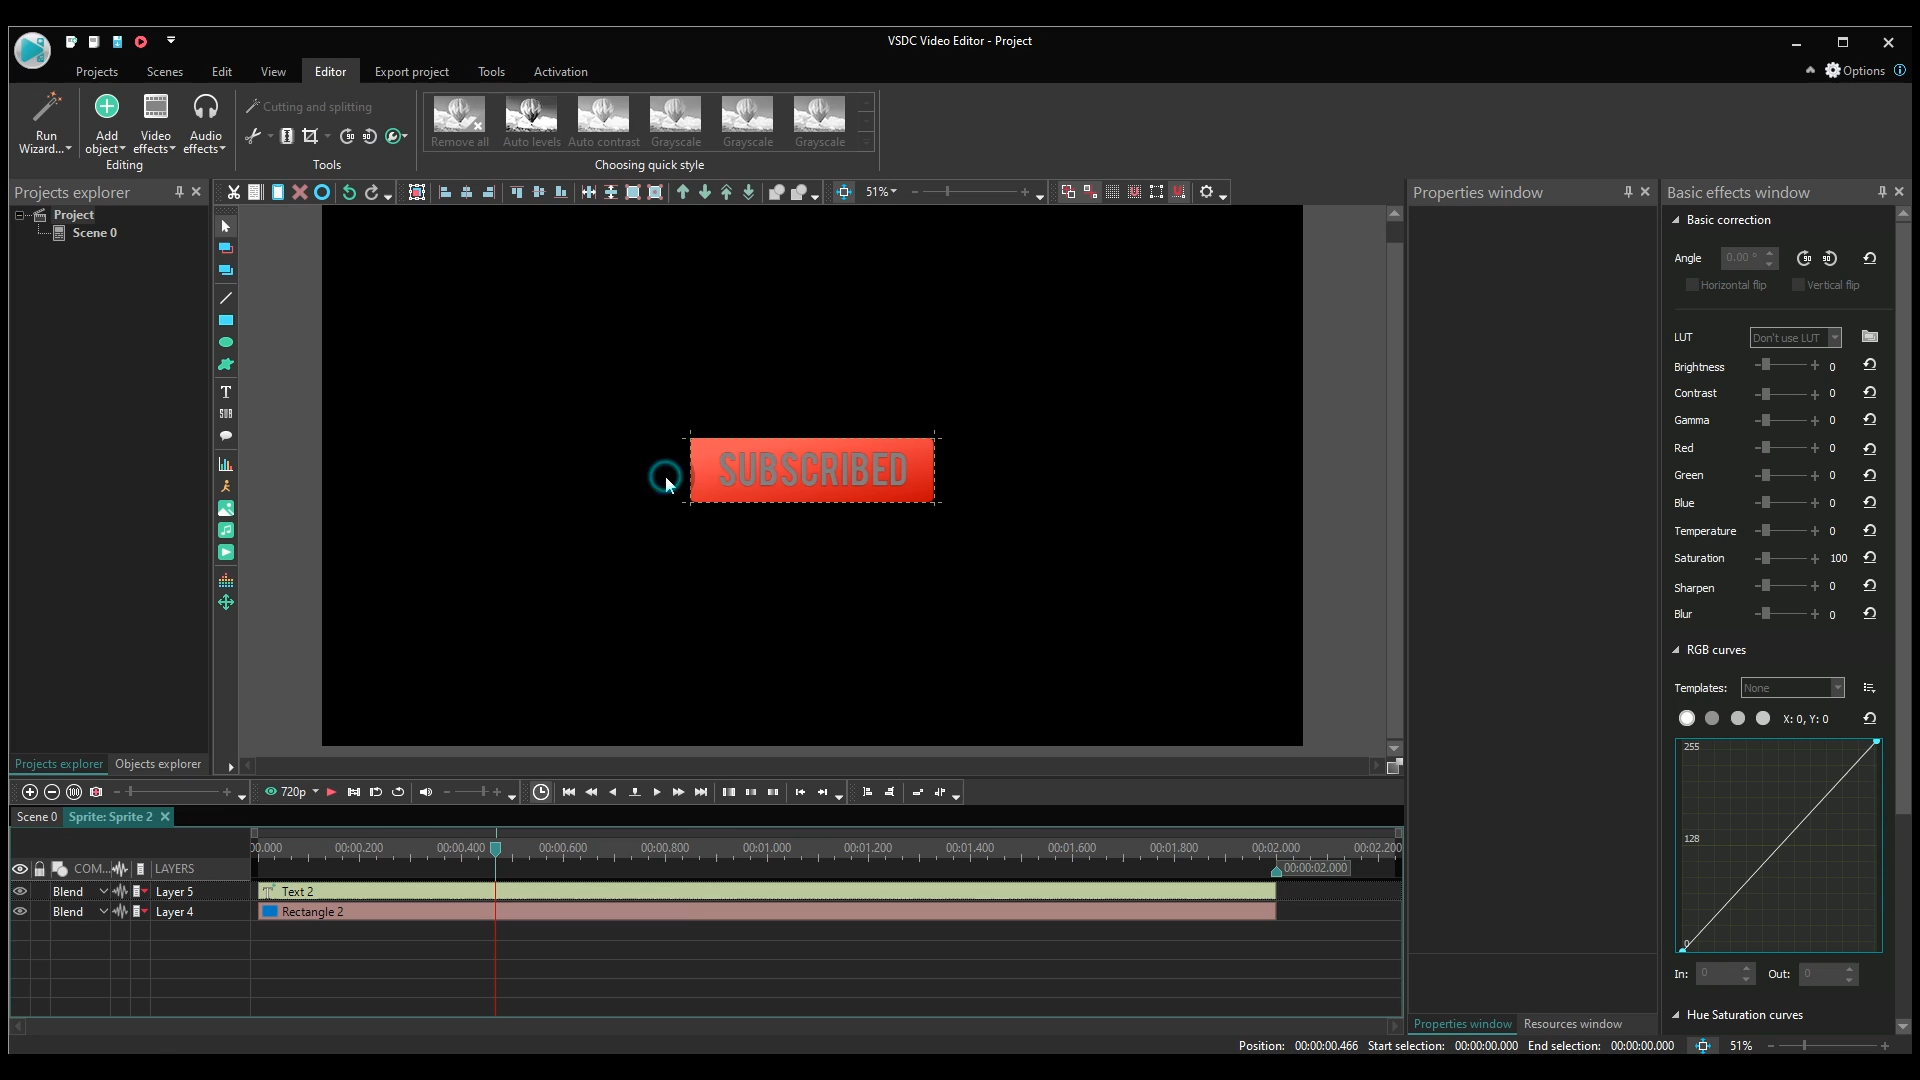 VSDC Video Editor - Project
Projects Scenes Edit View Editor Export project Tools Activation
Options
Run Wizard...
Add object
Video effects
Audio effects
Editing
Cutting and splitting
Tools
Remove all Auto levels Auto contrast Grayscale Grayscale Grayscale
Choosing quick style
Projects explorer
Project
Scene 0
51%
SUBSCRIBED
T
SUB
Projects explorer Objects explorer
Properties window
Basic effects window
Basic correction
Angle 0.00 ° 90 90
Horizontal flip Vertical flip
LUT Don't use LUT
Brightness 0
Contrast 0
Gamma 0
Red 0
Green 0
Blue 0
Temperature 0
Saturation 100
Sharpen 0
Blur 0
RGB curves
Templates: None
X: 0, Y: 0
255
128
0
In: 0 Out: 0
Hue Saturation curves
Properties window Resources window
100 720p
Scene 0 Sprite: Sprite 2
00.000 00:00.200 00:00.400 00:00.600 00:00.800 00:01.000 00:01.200 00:01.400 00:01.600 00:01.800 00:02.000 00:02.200
COM... LAYERS
00:00:02.000
Blend Layer 5 Text 2
Blend Layer 4 Rectangle 2
Position: 00:00:00.466 Start selection: 00:00:00.000 End selection: 00:00:00.000 51%